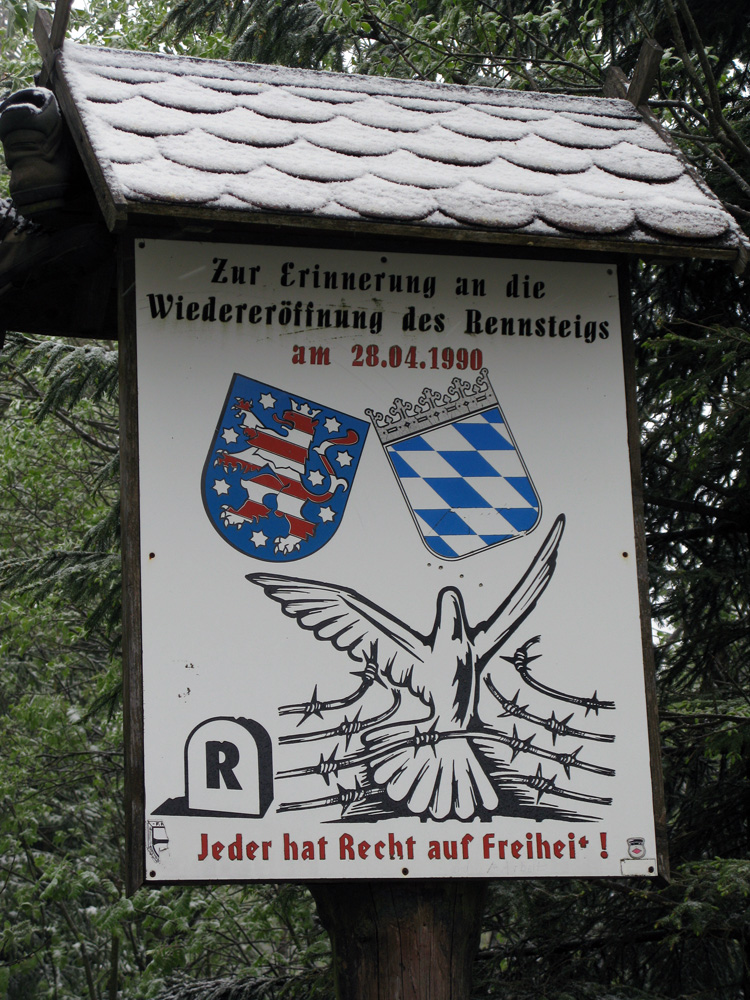 Zur Erinnerung an die
Wiedereröffnung des Rennsteigs
am 28.04.1990
R
Jeder hat Recht auf Freiheit !